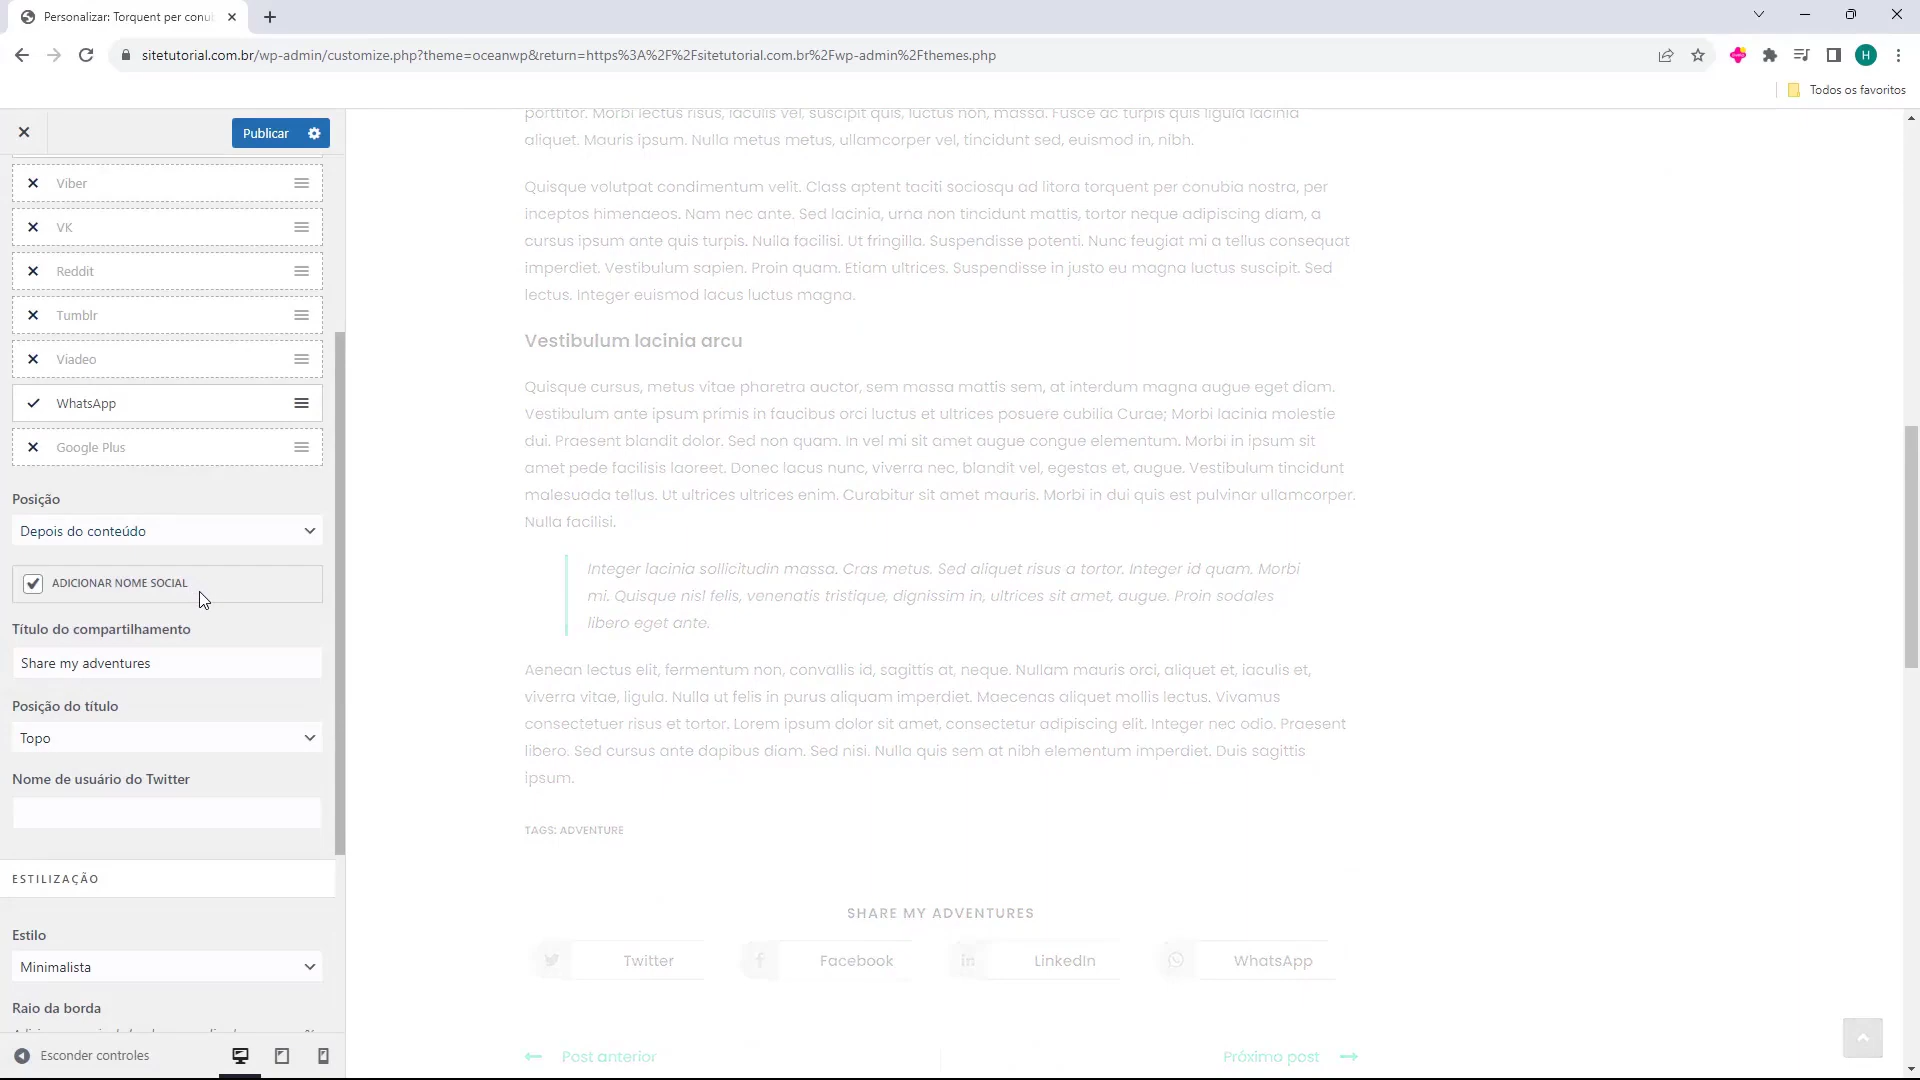 Personalizar: Torquent per conub
sitetutorial.com.br/wp-admin/customize.php?theme=oceanwp&return=https%3A%2F%2Fsitetutorial.com.br%2Fwp-admin%2Fthemes.php
H
Todos os favoritos
Publicar
Viber
VK
Reddit
Tumblr
Viadeo
WhatsApp
Google Plus
Posição
Depois do conteúdo
ADICIONAR NOME SOCIAL
Título do compartilhamento
Share my adventures
Posição do título
Topo
Nome de usuário do Twitter
ESTILIZAÇÃO
Estilo
Minimalista
Raio da borda
Esconder controles
porttitor. Morbi lectus risus, iaculis vel, suscipit quis, luctus non, massa. Fusce ac turpis quis ligula lacinia
aliquet. Mauris ipsum. Nulla metus metus, ullamcorper vel, tincidunt sed, euismod in, nibh.
Quisque volutpat condimentum velit. Class aptent taciti sociosqu ad litora torquent per conubia nostra, per
inceptos himenaeos. Nam nec ante. Sed lacinia, urna non tincidunt mattis, tortor neque adipiscing diam, a
cursus ipsum ante quis turpis. Nulla facilisi. Ut fringilla. Suspendisse potenti. Nunc feugiat mi a tellus consequat
imperdiet. Vestibulum sapien. Proin quam. Etiam ultrices. Suspendisse in justo eu magna luctus suscipit. Sed
lectus. Integer euismod lacus luctus magna.
Vestibulum lacinia arcu
Quisque cursus, metus vitae pharetra auctor, sem massa mattis sem, at interdum magna augue eget diam.
Vestibulum ante ipsum primis in faucibus orci luctus et ultrices posuere cubilia Curae; Morbi lacinia molestie
dui. Praesent blandit dolor. Sed non quam. In vel mi sit amet augue congue elementum. Morbi in ipsum sit
amet pede facilisis laoreet. Donec lacus nunc, viverra nec, blandit vel, egestas et, augue. Vestibulum tincidunt
malesuada tellus. Ut ultrices ultrices enim. Curabitur sit amet mauris. Morbi in dui quis est pulvinar ullamcorper.
Nulla facilisi.
Integer lacinia sollicitudin massa. Cras metus. Sed aliquet risus a tortor. Integer id quam. Morbi
mi. Quisque nisl felis, venenatis tristique, dignissim in, ultrices sit amet, augue. Proin sodales
libero eget ante.
Aenean lectus elit, fermentum non, convallis id, sagittis at, neque. Nullam mauris orci, aliquet et, iaculis et,
viverra vitae, ligula. Nulla ut felis in purus aliquam imperdiet. Maecenas aliquet mollis lectus. Vivamus
consectetuer risus et tortor. Lorem ipsum dolor sit amet, consectetur adipiscing elit. Integer nec odio. Praesent
libero. Sed cursus ante dapibus diam. Sed nisi. Nulla quis sem at nibh elementum imperdiet. Duis sagittis
ipsum.
TAGS: ADVENTURE
SHARE MY ADVENTURES
Twitter
Facebook
LinkedIn
WhatsApp
Post anterior
Próximo post